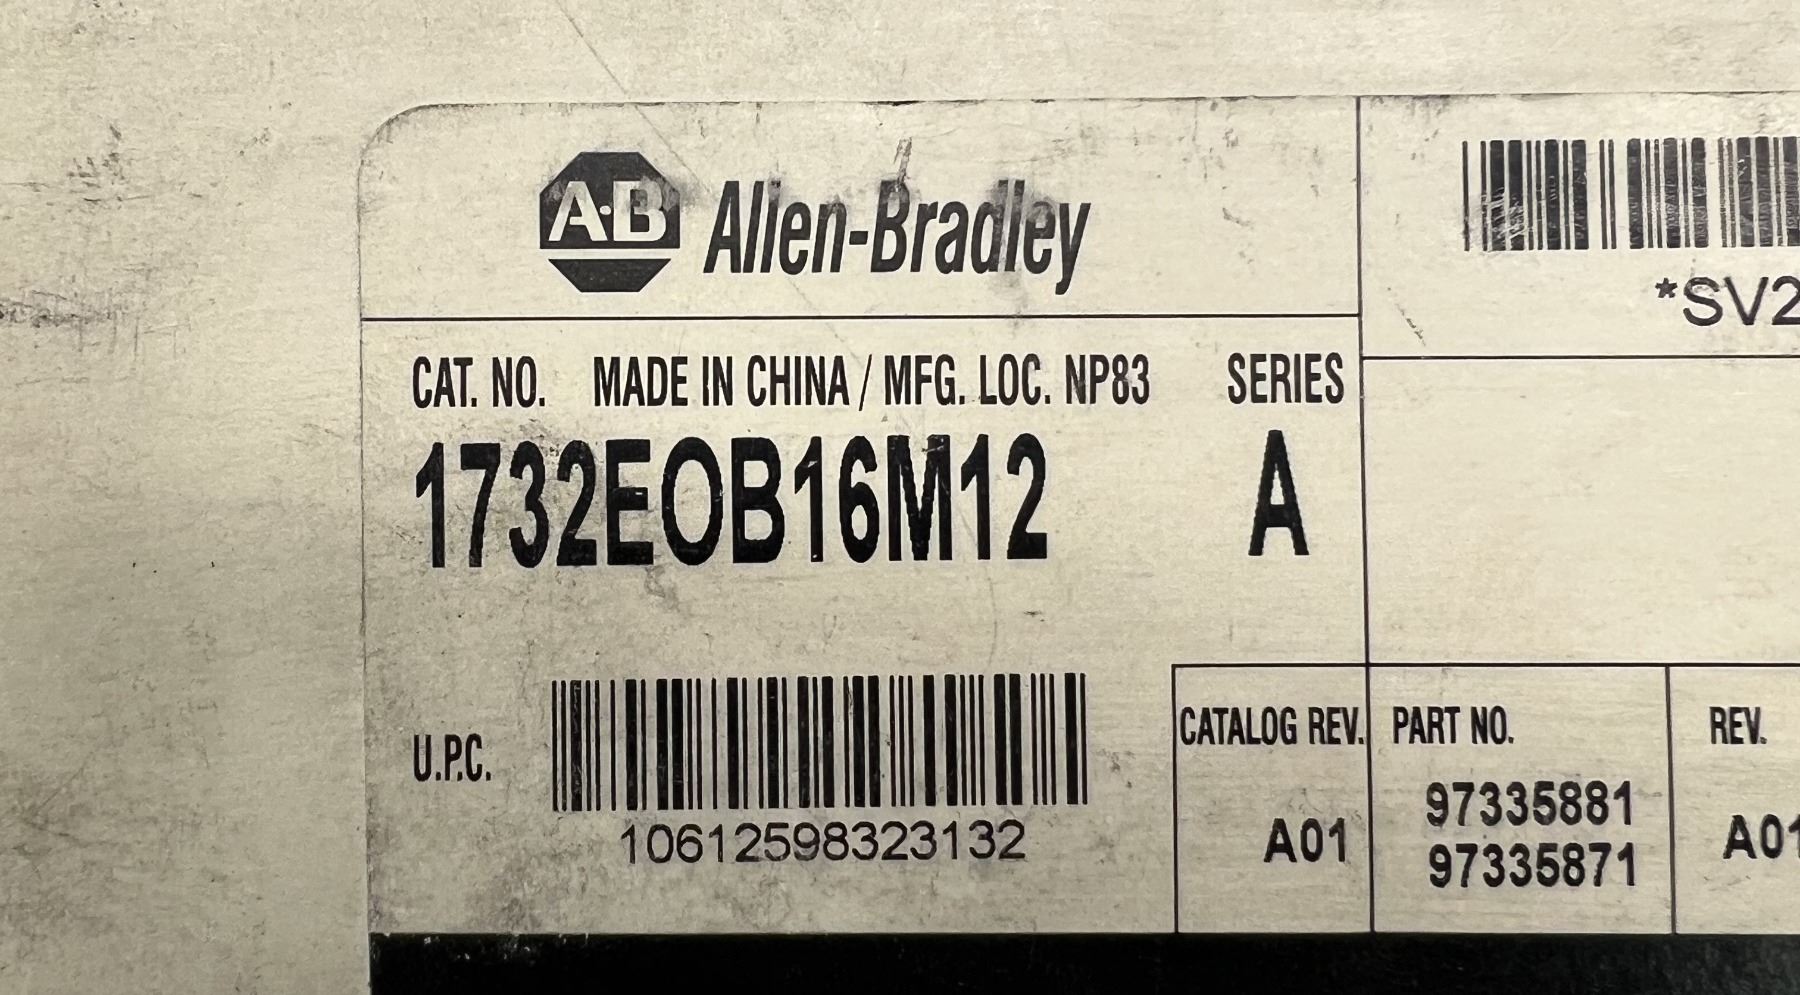 A·B Allen-Bradley
*SV2
CAT. NO. MADE IN CHINA / MFG. LOC. NP83 SERIES
1732EOB16M12 A
U.P.C.
10612598323132
CATALOG REV. PART NO. REV.
A01 97335881 A01
97335871